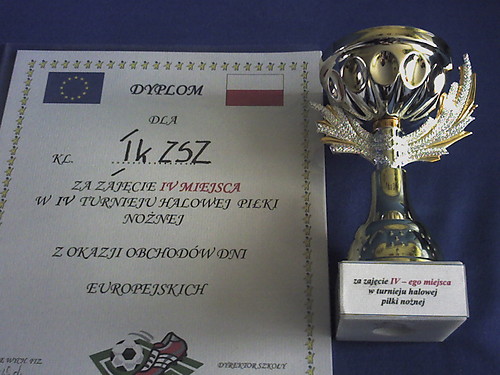 DYPLOM
DLA
KL. Ik ZSZ
ZA ZAJĘCIE IV MIEJSCA
W IV TURNIEJU HALOWEJ PIŁKI
NOŻNEJ
Z OKAZJI OBCHODÓW DNI
EUROPEJSKICH
DYREKTOR SZKOŁY
za zajęcie IV – ego miejsca
w turnieju halowej
piłki nożnej